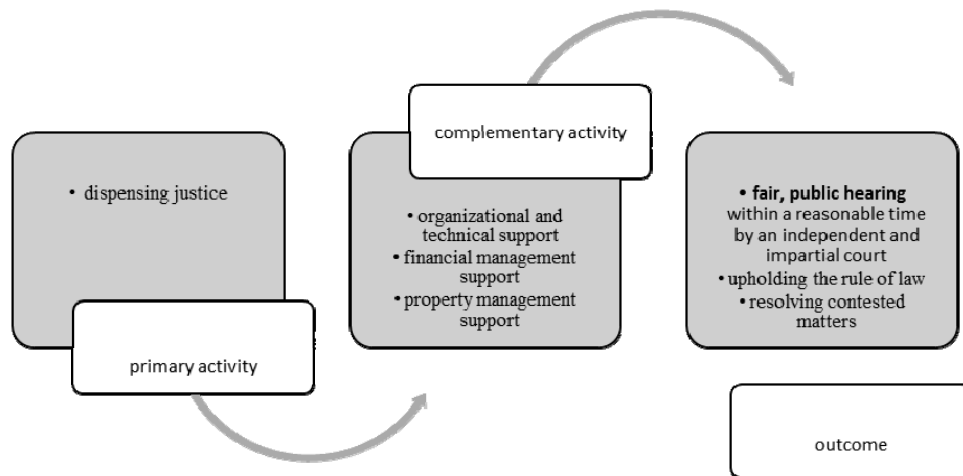 • dispensing justice
primary activity
complementary activity
• organizational and
technical support
• financial management
support
• property management
support
• fair, public hearing
within a reasonable time
by an independent and
impartial court
• upholding the rule of law
• resolving contested
matters
outcome